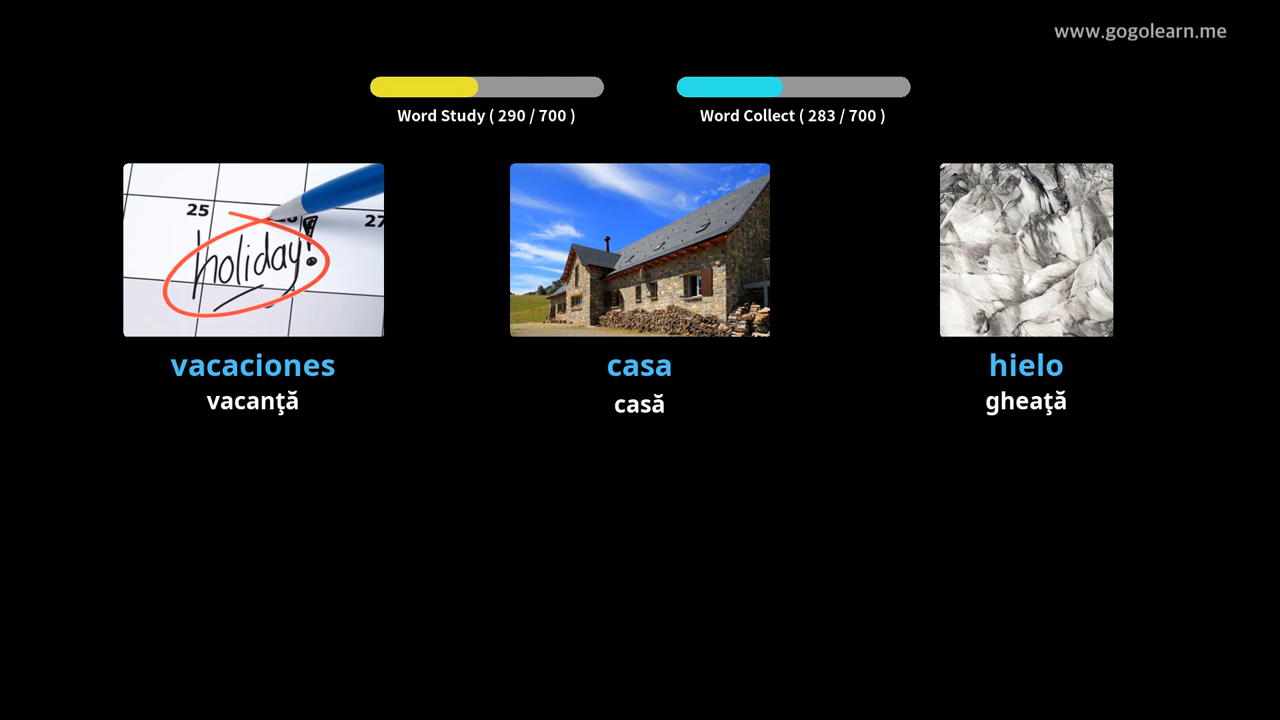 www.gogolearn.me
Word Study ( 290 / 700 )
Word Collect ( 283 / 700 )
25
27
holiday!
vacaciones
casa
hielo
vacanţă
casă
gheaţă